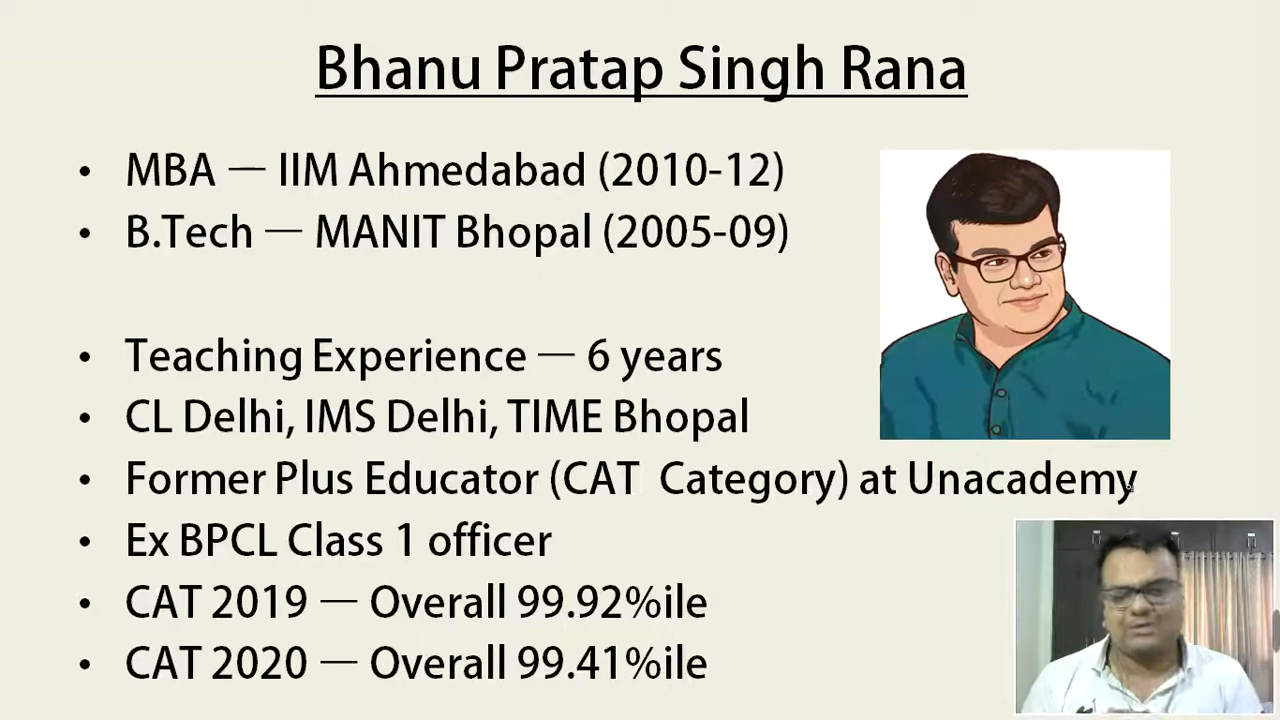 Bhanu Pratap Singh Rana
• MBA — IIM Ahmedabad (2010-12)
• B.Tech — MANIT Bhopal (2005-09)
• Teaching Experience — 6 years
• CL Delhi, IMS Delhi, TIME Bhopal
• Former Plus Educator (CAT  Category) at Unacademy
• Ex BPCL Class 1 officer
• CAT 2019 — Overall 99.92%ile
• CAT 2020 — Overall 99.41%ile